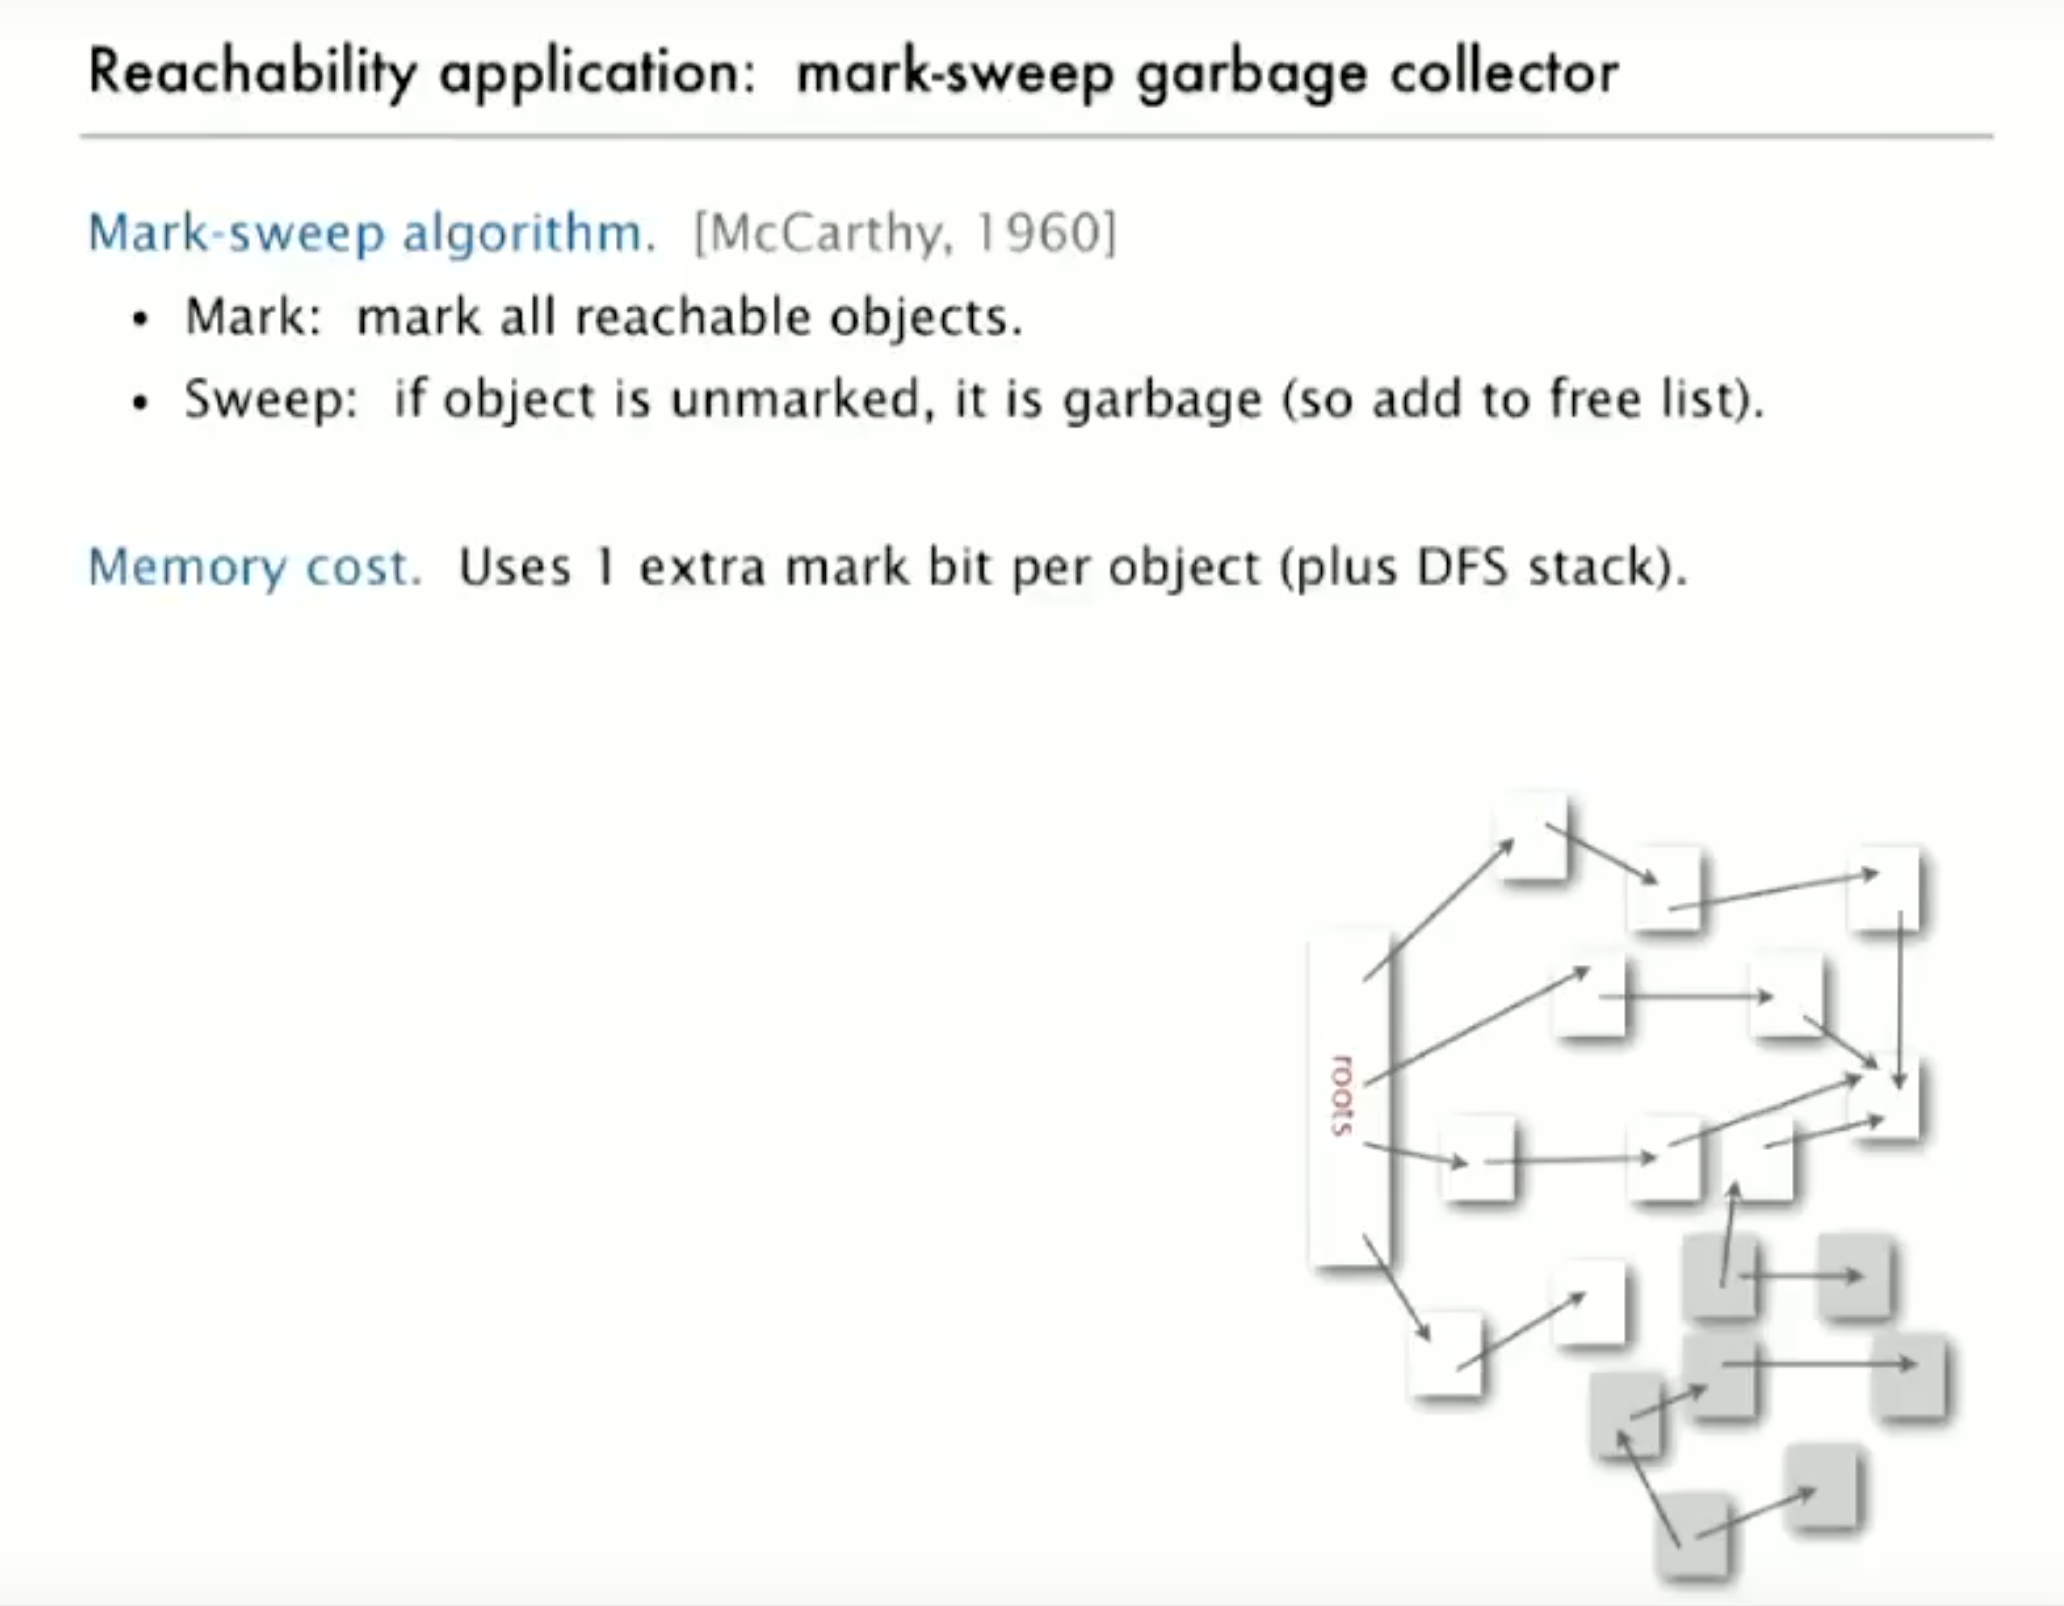 Reachability application: mark-sweep garbage collector
Mark-sweep algorithm. [McCarthy, 1960]
• Mark: mark all reachable objects.
• Sweep: if object is unmarked, it is garbage (so add to free list).
Memory cost. Uses 1 extra mark bit per object (plus DFS stack).
roots